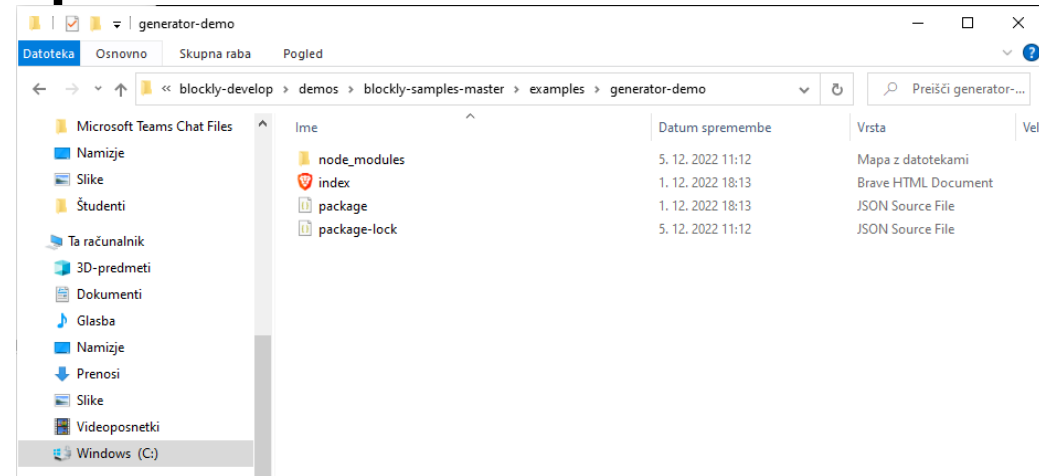 generator-demo
Datoteka Osnovno Skupna raba Pogled
« blockly-develop › demos › blockly-samples-master › examples › generator-demo Preišči generator-...
Ime Datum spremembe Vrsta Vel
Microsoft Teams Chat Files
Namizje
Slike
Študenti
Ta računalnik
3D-predmeti
Dokumenti
Glasba
Namizje
Prenosi
Slike
Videoposnetki
Windows (C:)
node_modules 5. 12. 2022 11:12 Mapa z datotekami
index 1. 12. 2022 18:13 Brave HTML Document
package 1. 12. 2022 18:13 JSON Source File
package-lock 5. 12. 2022 11:12 JSON Source File